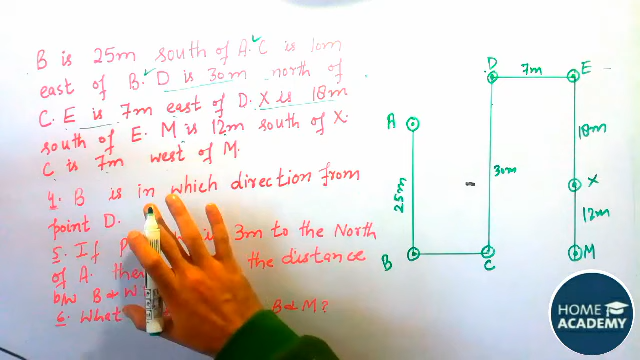 B is 25m south of A. C is 10m
east of B. D is 30m north of
C. E is 7m east of D. X is 18m
south of E. M is 12m south of X.
C is 7m west of M.
4. B is in which direction from
point D.
5. If P is 3m to the North
of A. the the distance
b/w B & W
6. What B & M?
D 7m E
A 18m
25m 30m X
12m
B C M
HOME
ACADEMY